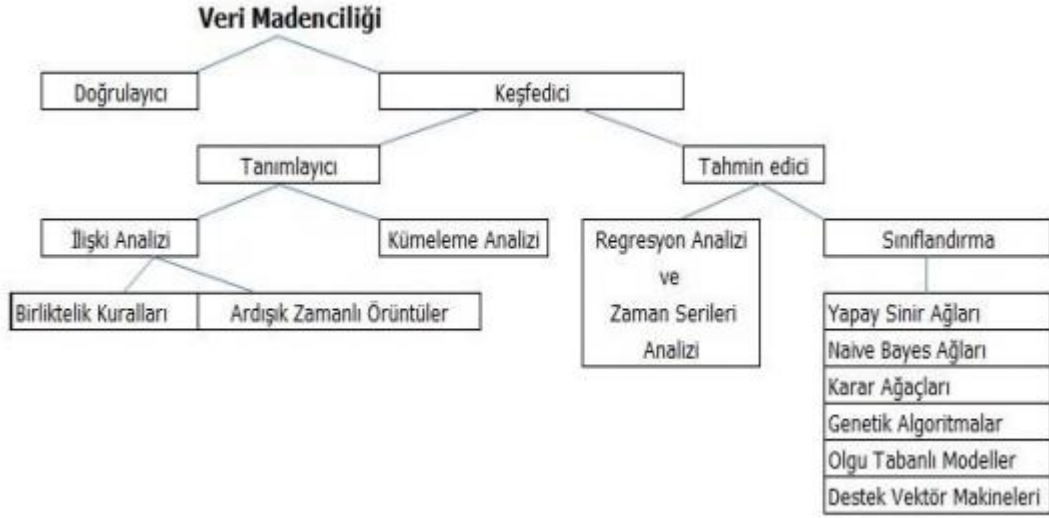 Veri Madenciliği
Doğrulayıcı
Keşfedici
Tanımlayıcı
Tahmin edici
İlişki Analizi
Kümeleme Analizi
Regresyon Analizi
ve
Zaman Serileri
Analizi
Sınıflandırma
Birliktelik Kuralları
Ardışık Zamanlı Örüntüler
Yapay Sinir Ağları
Naive Bayes Ağları
Karar Ağaçları
Genetik Algoritmalar
Olgu Tabanlı Modeller
Destek Vektör Makineleri